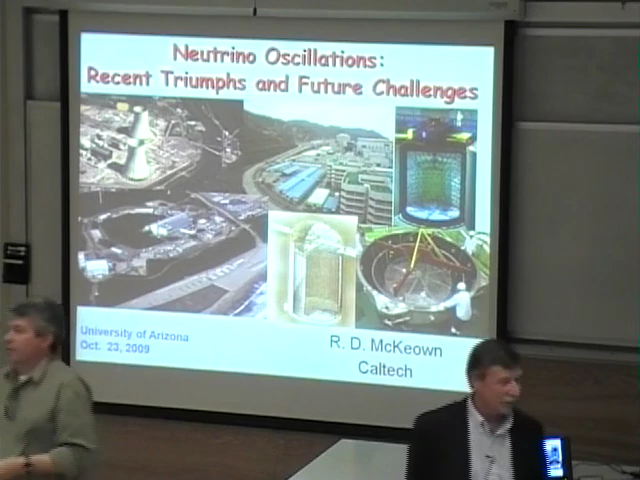 Neutrino Oscillations:
Recent Triumphs and Future Challenges
University of Arizona
Oct. 23, 2009
R. D. McKeown
Caltech